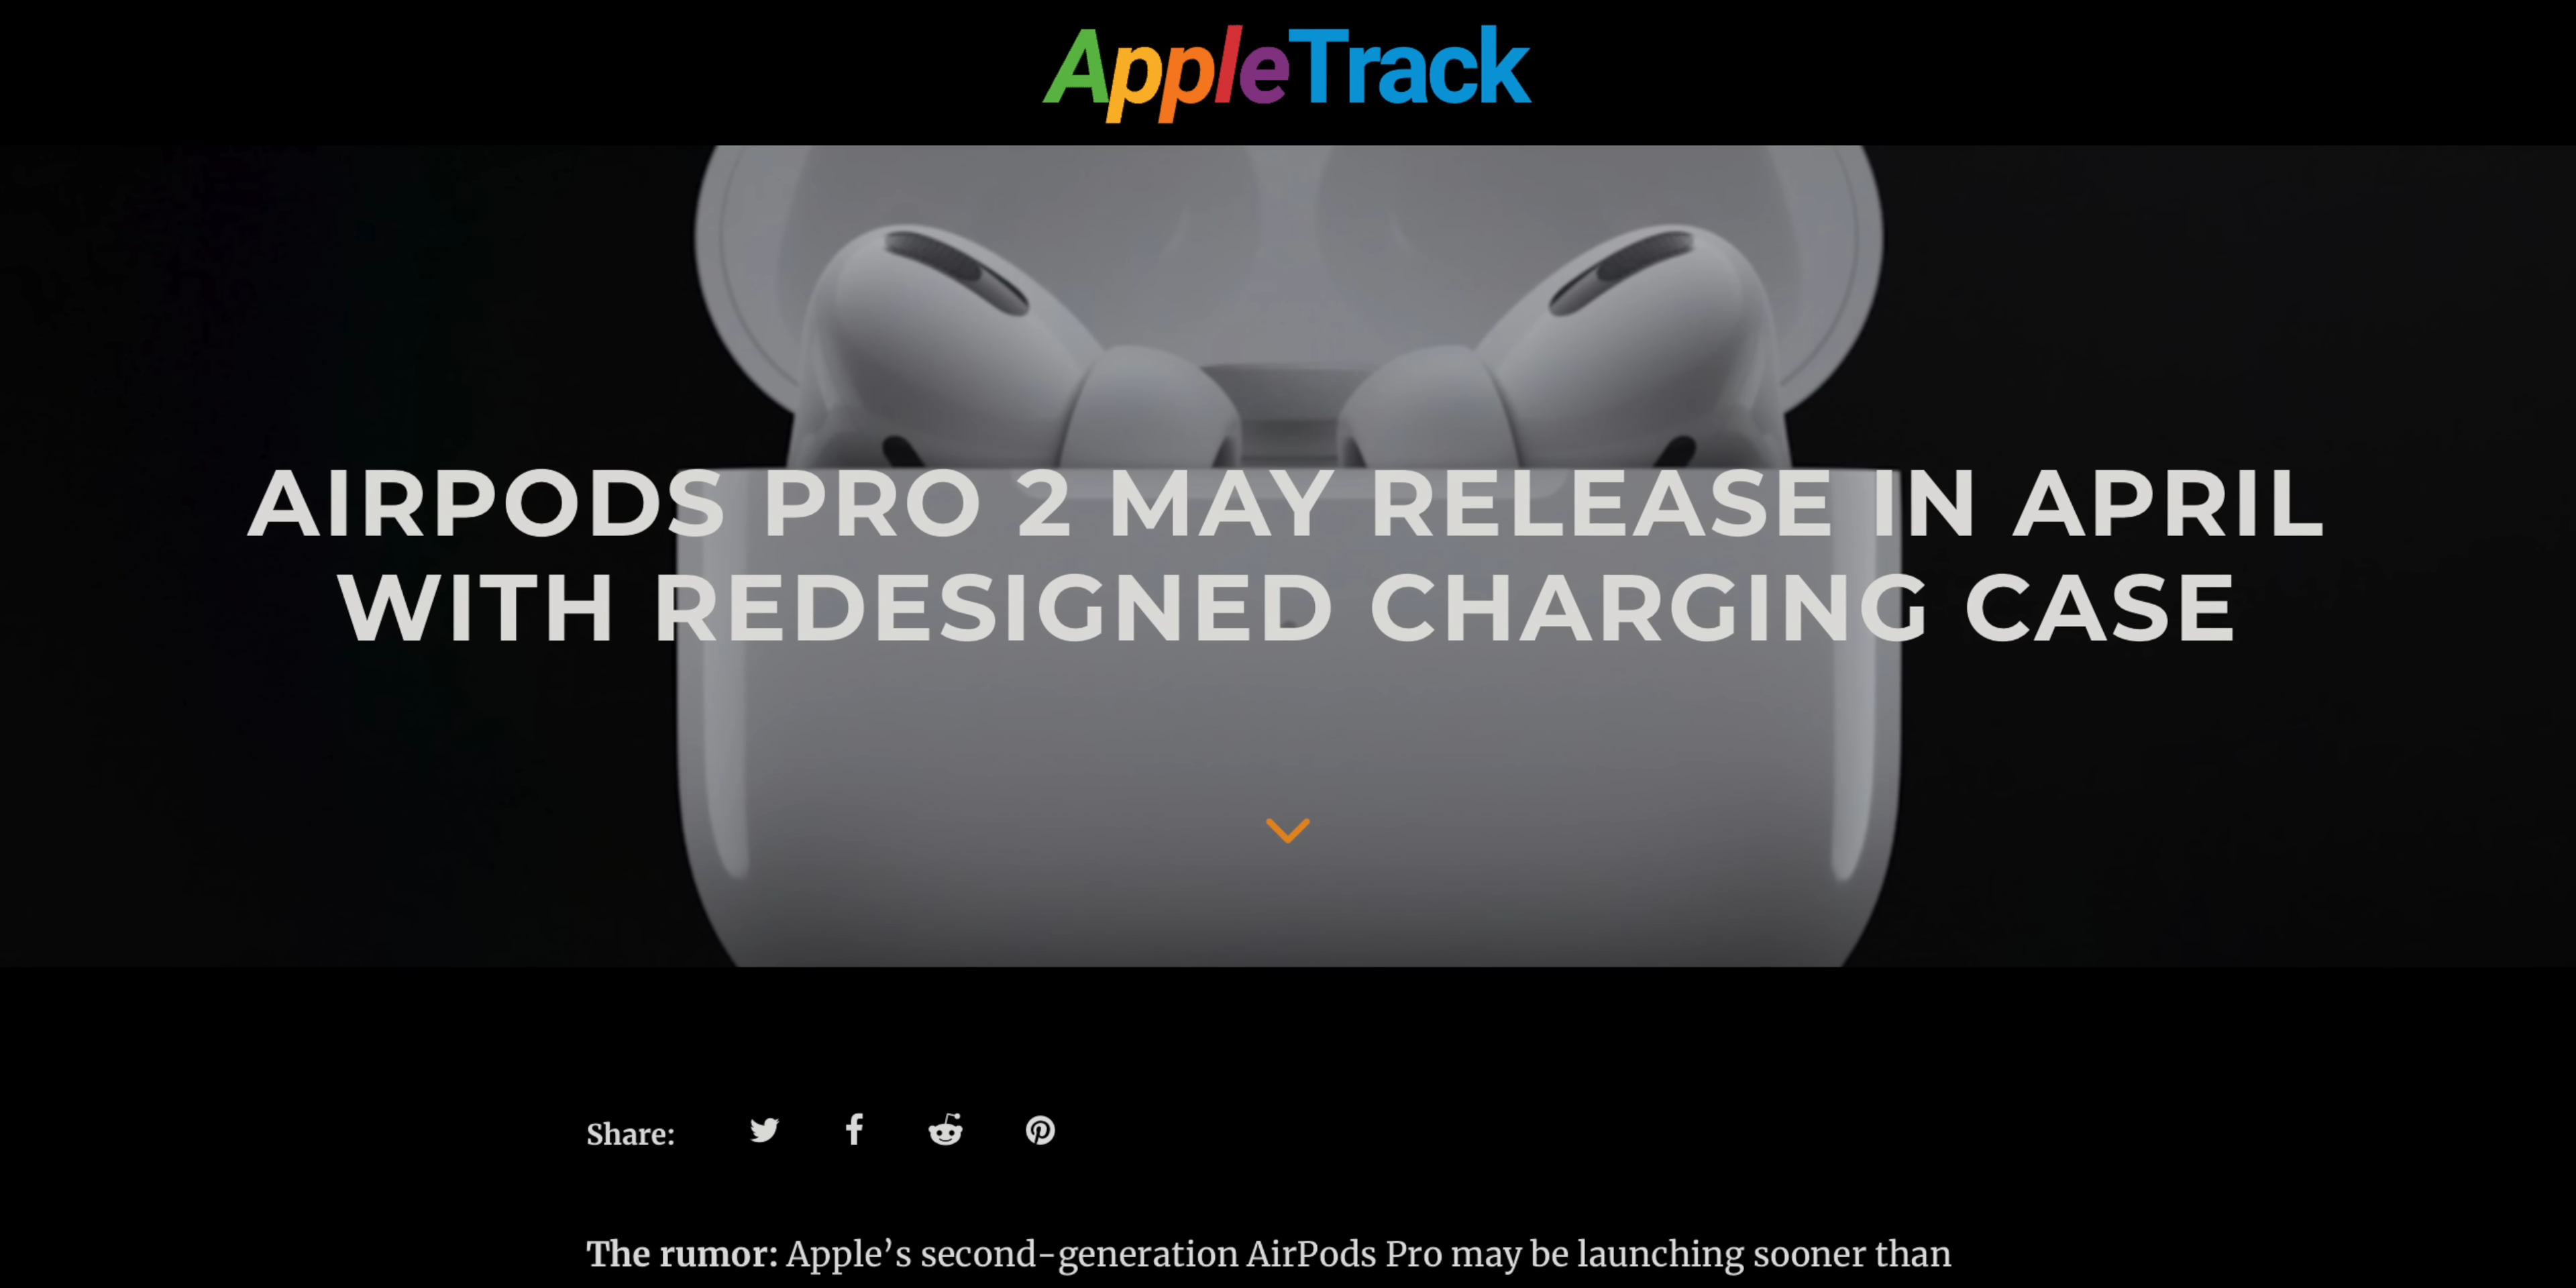 AppleTrack
AIRPODS PRO 2 MAY RELEASE IN APRIL
WITH REDESIGNED CHARGING CASE
Share:
The rumor: Apple’s second-generation AirPods Pro may be launching sooner than